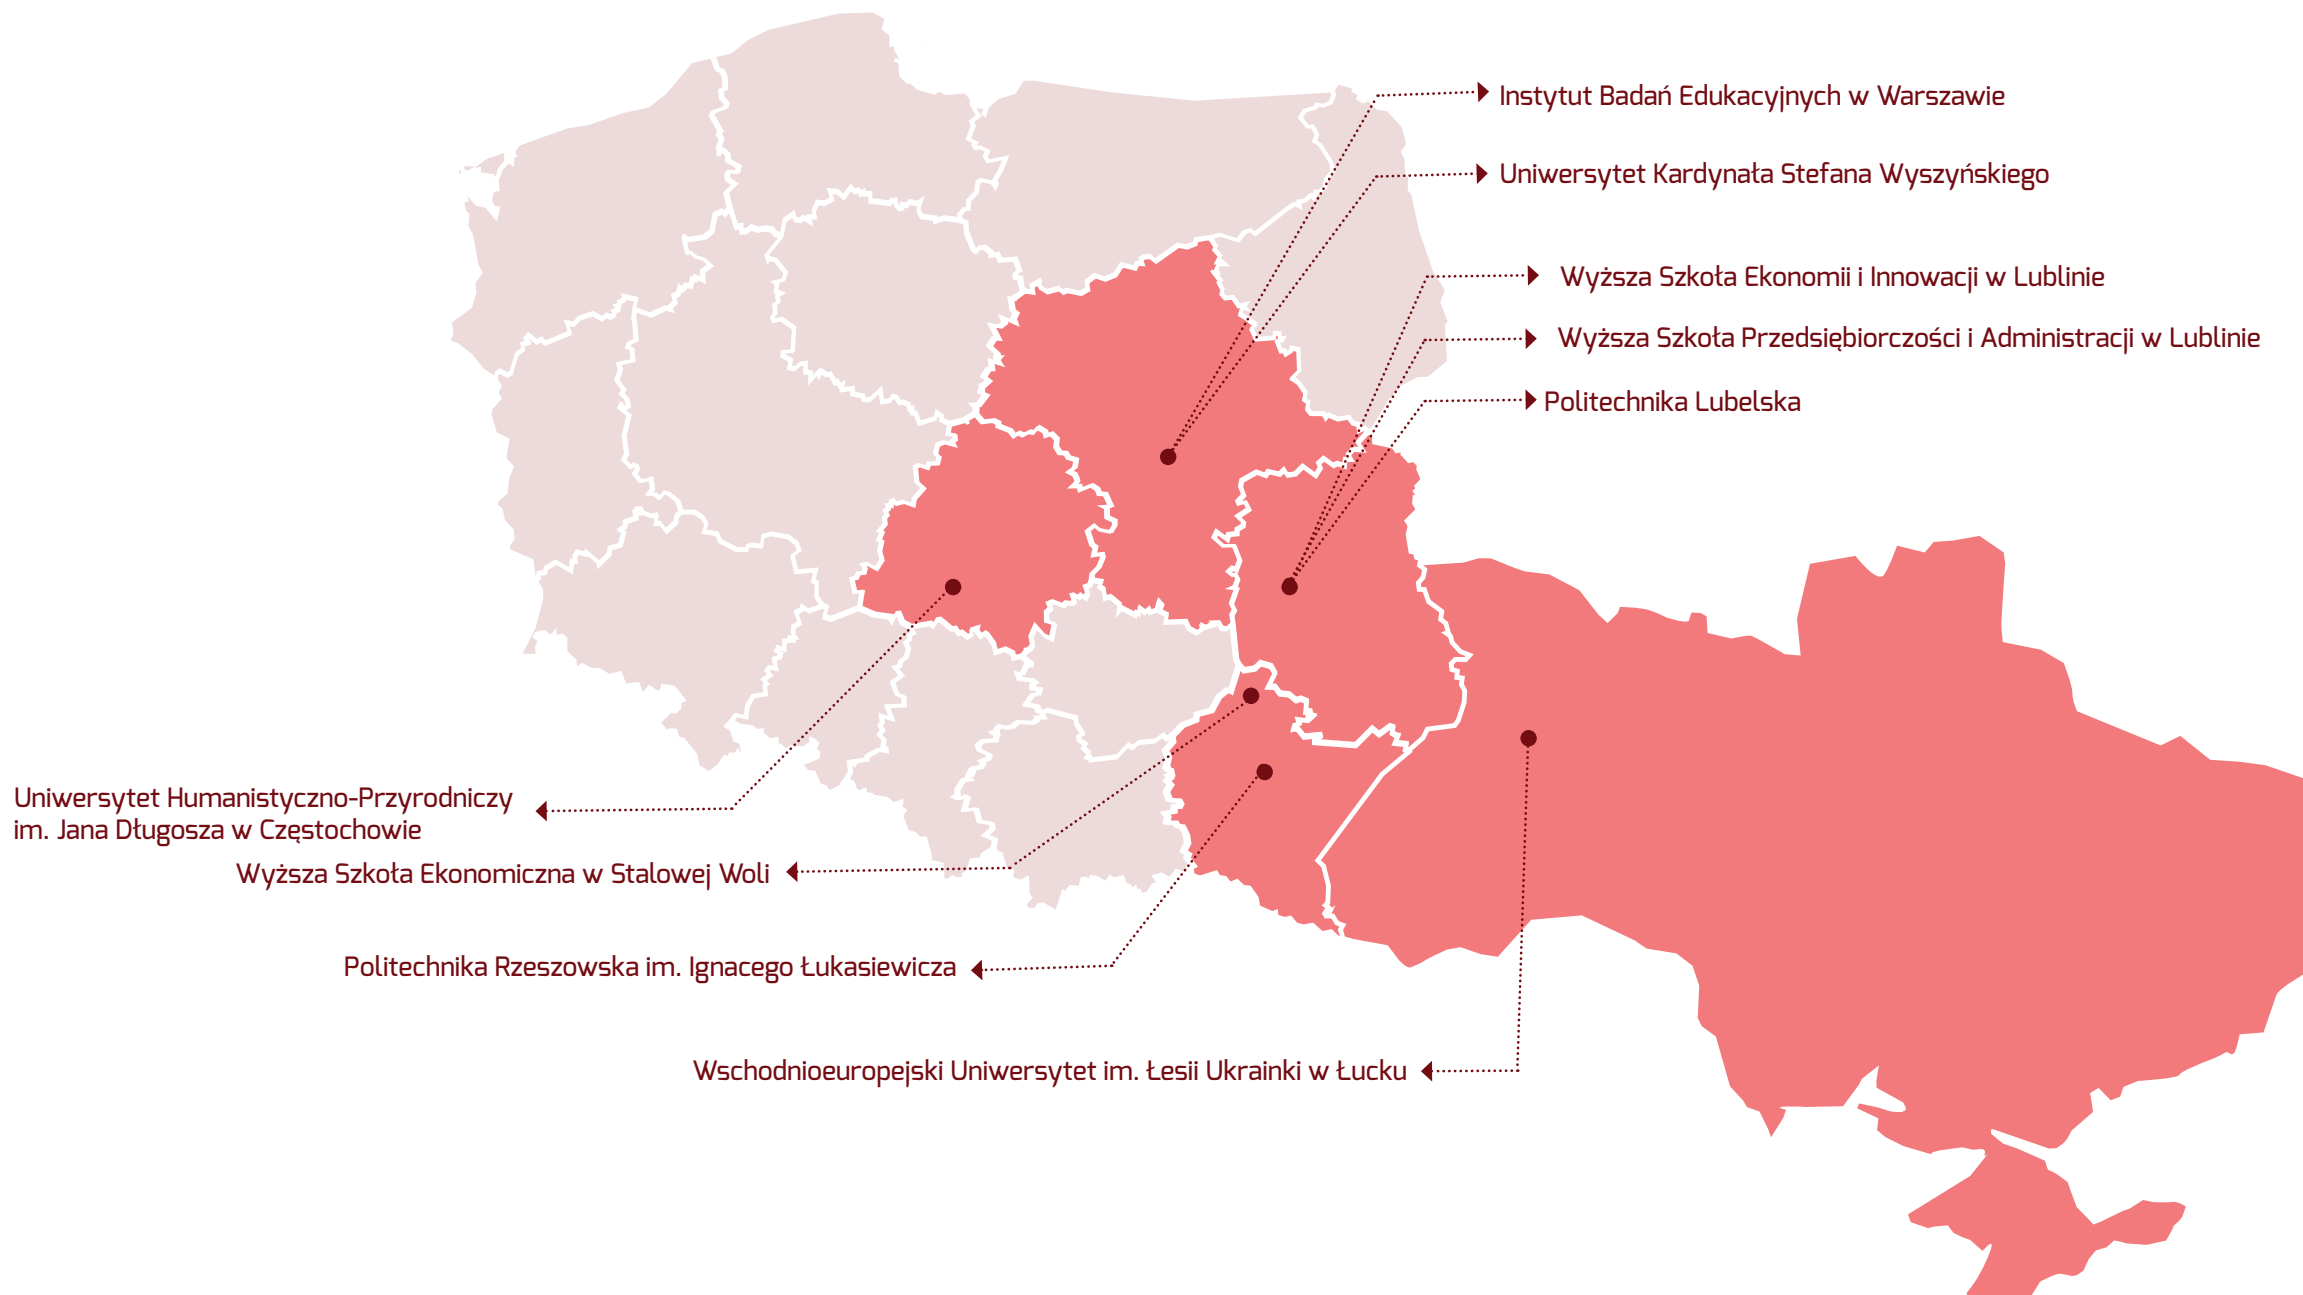 Instytut Badań Edukacyjnych w Warszawie
Uniwersytet Kardynała Stefana Wyszyńskiego
Wyższa Szkoła Ekonomii i Innowacji w Lublinie
Wyższa Szkoła Przedsiębiorczości i Administracji w Lublinie
Politechnika Lubelska
Uniwersytet Humanistyczno-Przyrodniczy
im. Jana Długosza w Częstochowie
Wyższa Szkoła Ekonomiczna w Stalowej Woli
Politechnika Rzeszowska im. Ignacego Łukasiewicza
Wschodnioeuropejski Uniwersytet im. Łesii Ukrainki w Łucku